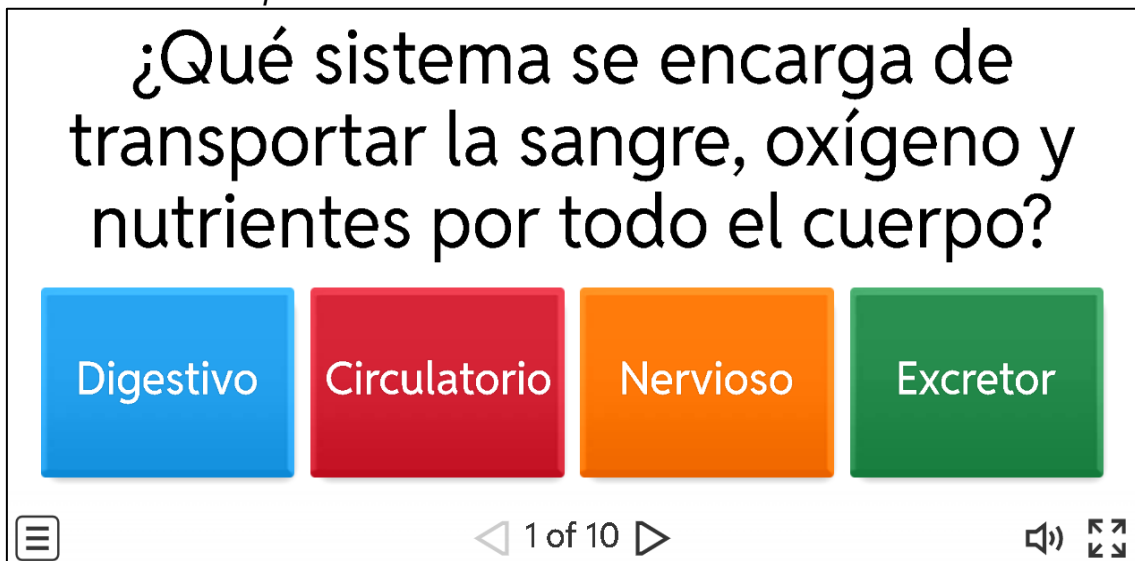 ¿Qué sistema se encarga de
transportar la sangre, oxígeno y
nutrientes por todo el cuerpo?
Digestivo
Circulatorio
Nervioso
Excretor
1 of 10